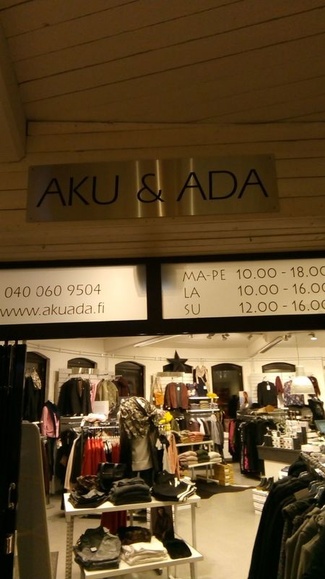 AKU & ADA
040 060 9504
www.akuada.fi
MA-PE 10.00 - 18.00
LA 10.00 - 16.00
SU 12.00 - 16.00